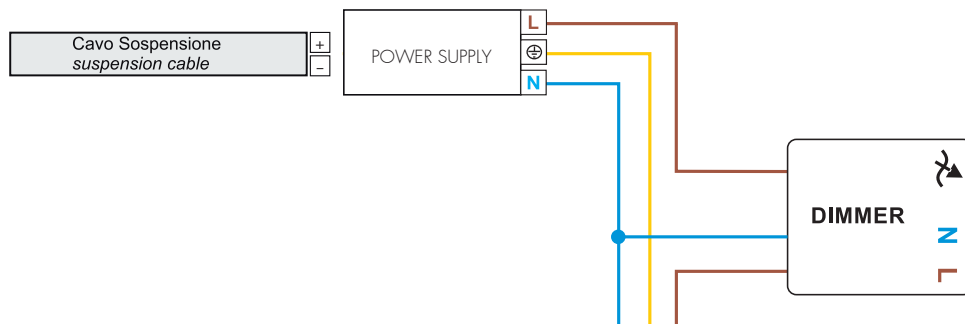 Cavo Sospensione
suspension cable
+
–
POWER SUPPLY
L
N
DIMMER
N
L